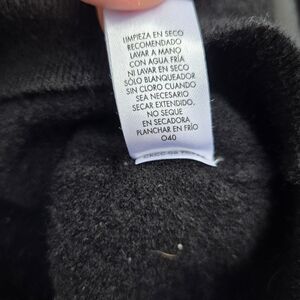 LIMPIEZA EN SECO
RECOMENDADO
LAVAR A MANO
CON AGUA FRÍA
NI LAVAR EN SECO
SÓLO BLANQUEADOR
SIN CLORO CUANDO
SEA NECESARIO
SECAR EXTENDIDO,
NO SEQUE
EN SECADORA
PLANCHAR EN FRÍO
O40